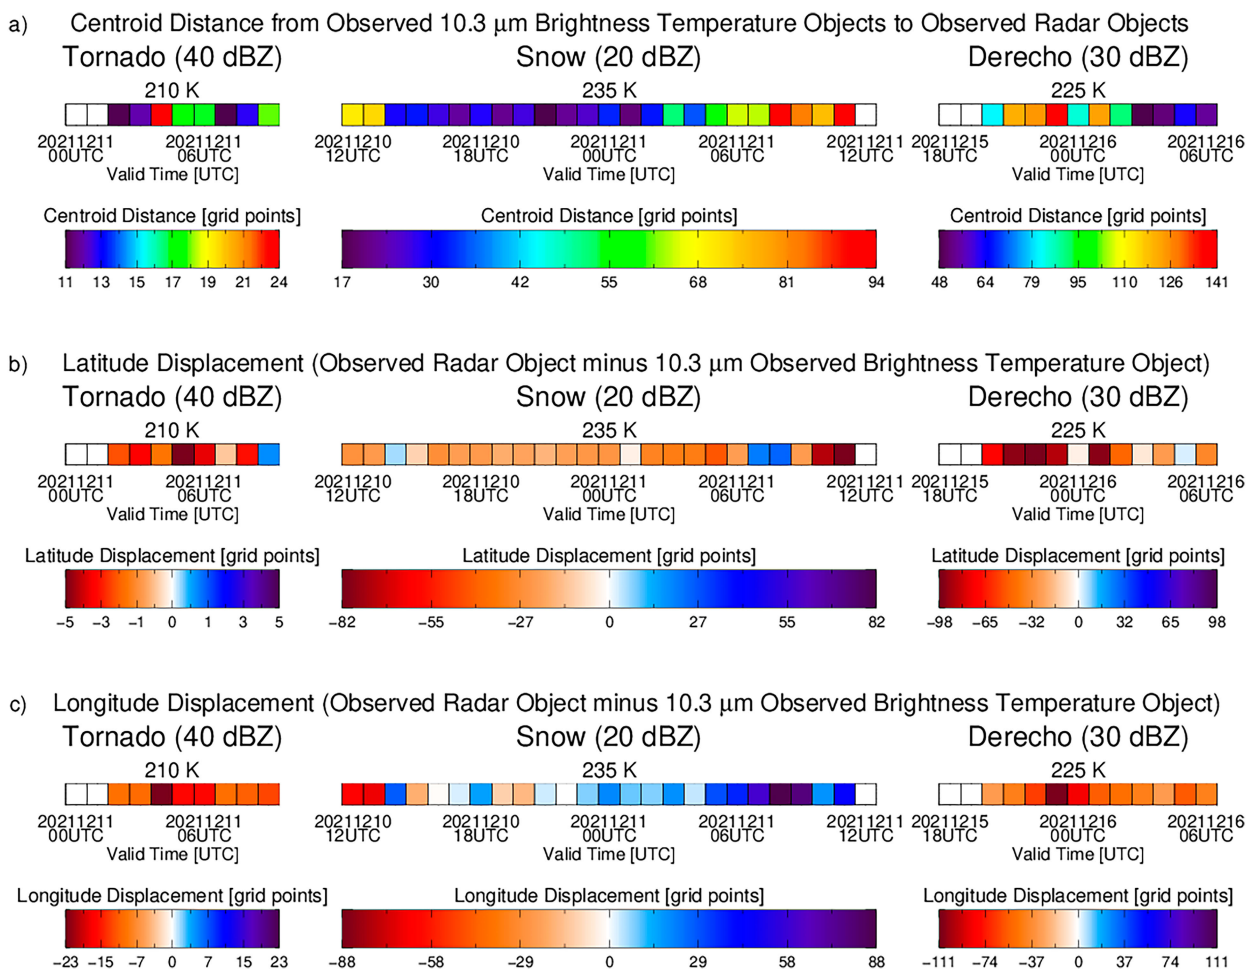 a) Centroid Distance from Observed 10.3 μm Brightness Temperature Objects to Observed Radar Objects
Tornado (40 dBZ) Snow (20 dBZ) Derecho (30 dBZ)
210 K 235 K 225 K
20211211 20211211 20211210 20211210 20211211 20211211 20211211 20211215 20211216 20211216
00UTC 06UTC 12UTC 18UTC 00UTC 06UTC 12UTC 18UTC 00UTC 06UTC
Valid Time [UTC] Valid Time [UTC] Valid Time [UTC]
Centroid Distance [grid points] Centroid Distance [grid points] Centroid Distance [grid points]
11 13 15 17 19 21 24 17 30 42 55 68 81 94 48 64 79 95 110 126 141
b) Latitude Displacement (Observed Radar Object minus 10.3 μm Observed Brightness Temperature Object)
Tornado (40 dBZ) Snow (20 dBZ) Derecho (30 dBZ)
210 K 235 K 225 K
20211211 20211211 20211210 20211210 20211211 20211211 20211211 20211215 20211216 20211216
00UTC 06UTC 12UTC 18UTC 00UTC 06UTC 12UTC 18UTC 00UTC 06UTC
Valid Time [UTC] Valid Time [UTC] Valid Time [UTC]
Latitude Displacement [grid points] Latitude Displacement [grid points] Latitude Displacement [grid points]
−5 −3 −1 0 1 3 5 −82 −55 −27 0 27 55 82 −98 −65 −32 0 32 65 98
c) Longitude Displacement (Observed Radar Object minus 10.3 μm Observed Brightness Temperature Object)
Tornado (40 dBZ) Snow (20 dBZ) Derecho (30 dBZ)
210 K 235 K 225 K
20211211 20211211 20211210 20211210 20211211 20211211 20211211 20211215 20211216 20211216
00UTC 06UTC 12UTC 18UTC 00UTC 06UTC 12UTC 18UTC 00UTC 06UTC
Valid Time [UTC] Valid Time [UTC] Valid Time [UTC]
Longitude Displacement [grid points] Longitude Displacement [grid points] Longitude Displacement [grid points]
−23 −15 −7 0 7 15 23 −88 −58 −29 0 29 58 88 −111 −74 −37 0 37 74 111